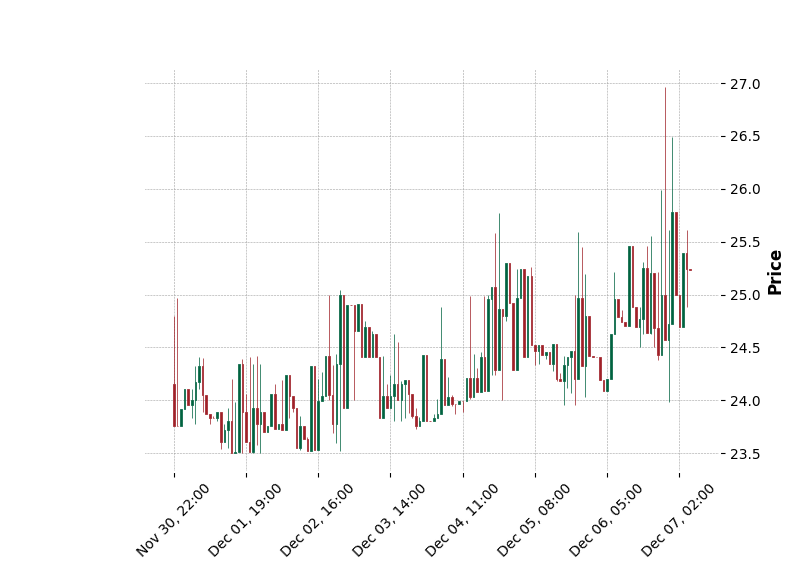 27.0
26.5
26.0
25.5
25.0
24.5
24.0
23.5
Price
Nov 30, 22:00
Dec 01, 19:00
Dec 02, 16:00
Dec 03, 14:00
Dec 04, 11:00
Dec 05, 08:00
Dec 06, 05:00
Dec 07, 02:00